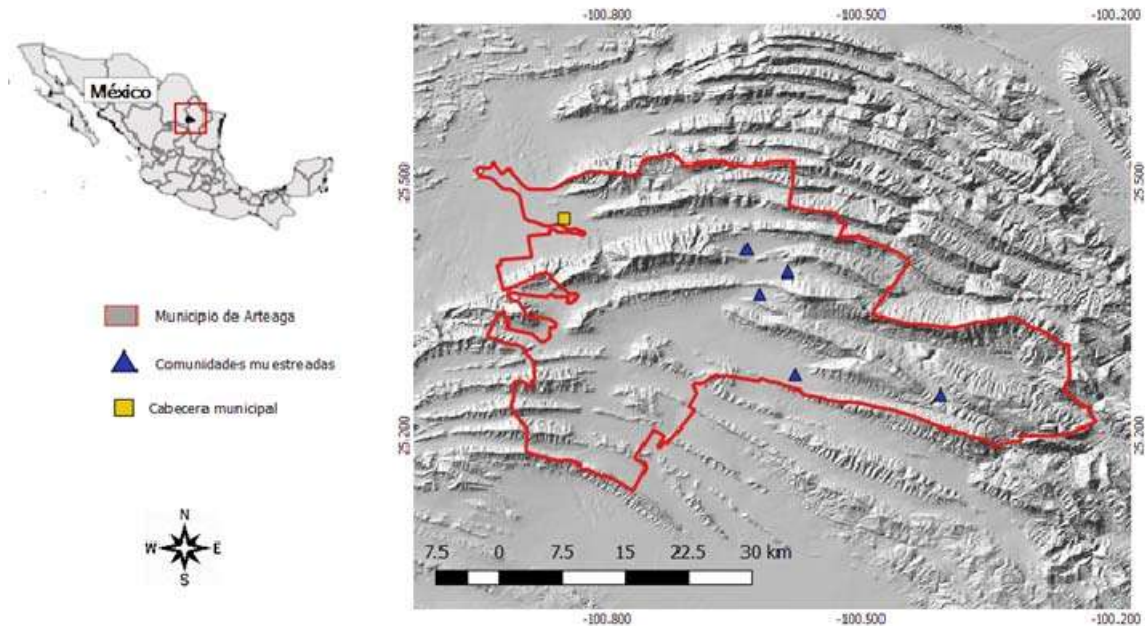 -100.800 -100.500 -100.200
México
25.500 25.500
Municipio de Arteaga
Comunidades muestreadas
Cabecera municipal
25.200 25.200
N
W E
S
7.5 0 7.5 15 22.5 30 km
-100.800 -100.500 -100.200